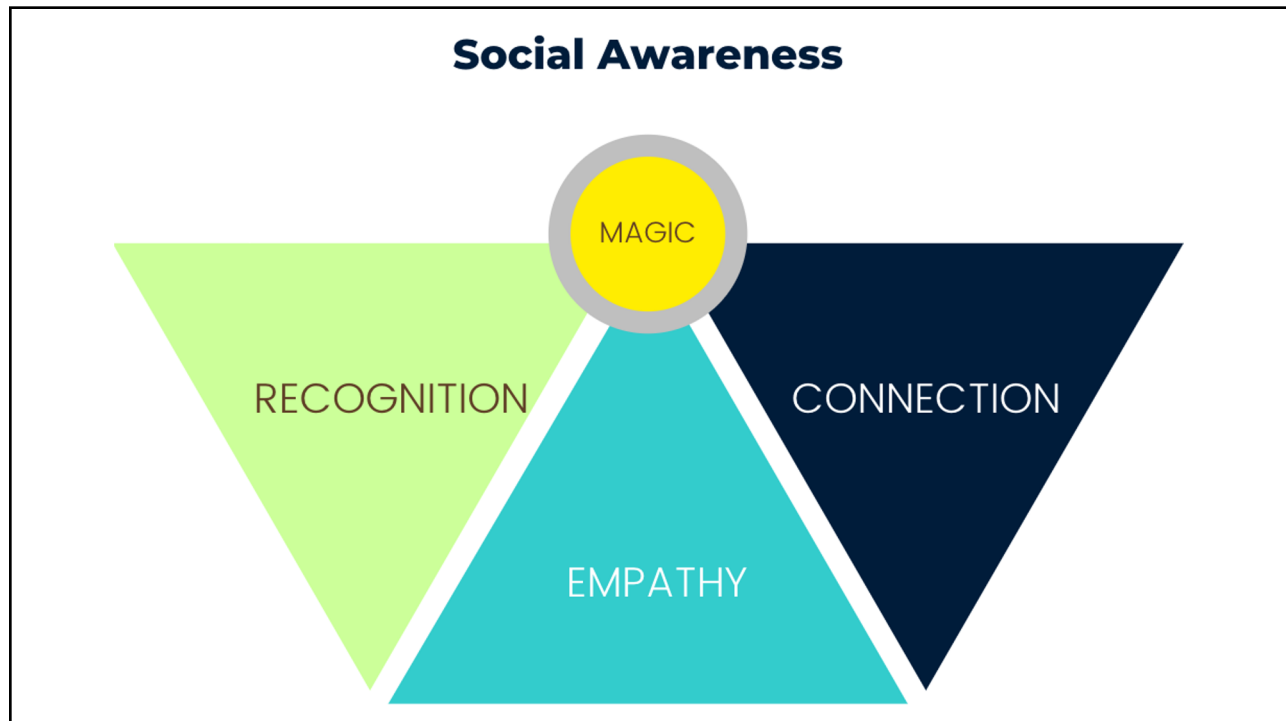 Social Awareness
MAGIC
RECOGNITION
CONNECTION
EMPATHY